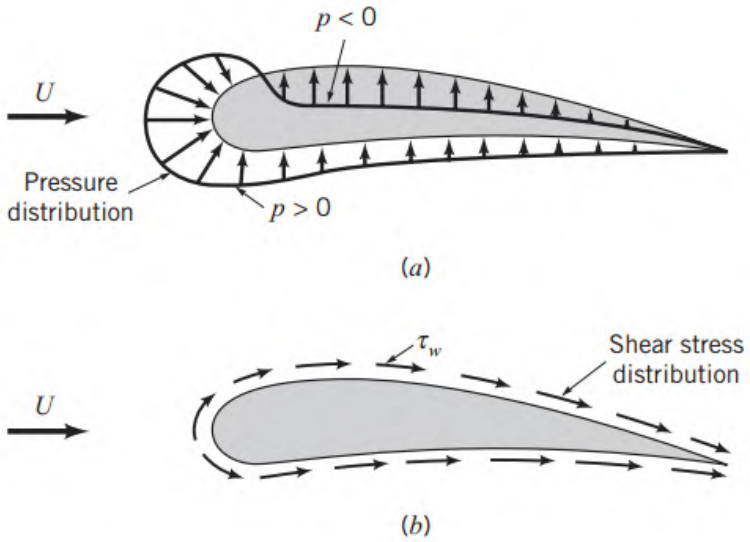 p < 0
U
Pressure
distribution
p > 0
(a)
τw
Shear stress
distribution
U
(b)